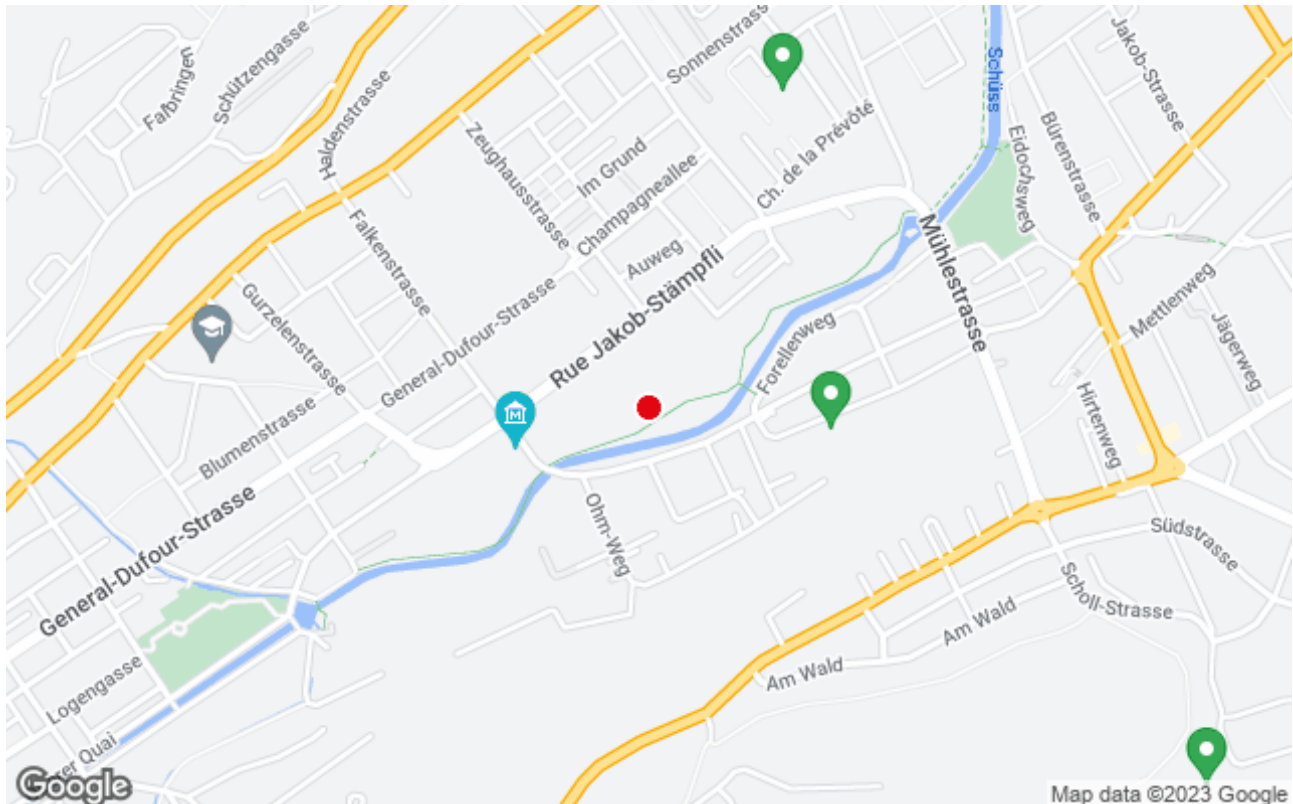 Falbringen
Schützengasse
Haldenstrasse
Sonnenstrasse
Schüss
Jakob-Strasse
Zeughausstrasse
Im Grund
Champagneallee
Ch. de la Prévôté
Eidochsweg
Bürenstrasse
Falkenstrasse
Auweg
Mühlestrasse
Mettlenweg
Gurzelenstrasse
General-Dufour-Strasse
Rue Jakob-Stämpfli
Forellenweg
Jägerweg
Hirtenweg
Blumenstrasse
M
General-Dufour-Strasse
Ohm-Weg
Südstrasse
Scholl-Strasse
Am Wald
Am Wald
Logengasse
Quai
Google
Map data ©2023 Google